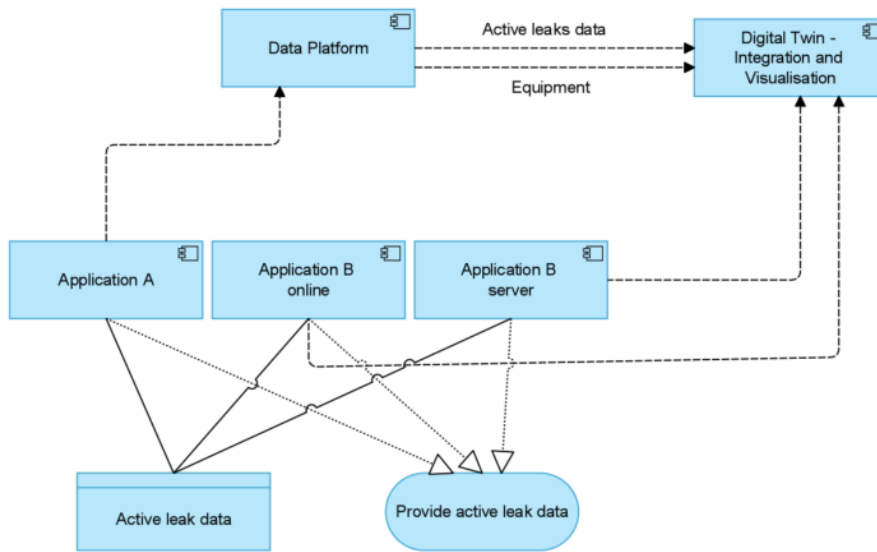 Data Platform
Active leaks data
Equipment
Digital Twin -
Integration and
Visualisation
Application A
Application B
online
Application B
server
Active leak data
Provide active leak data